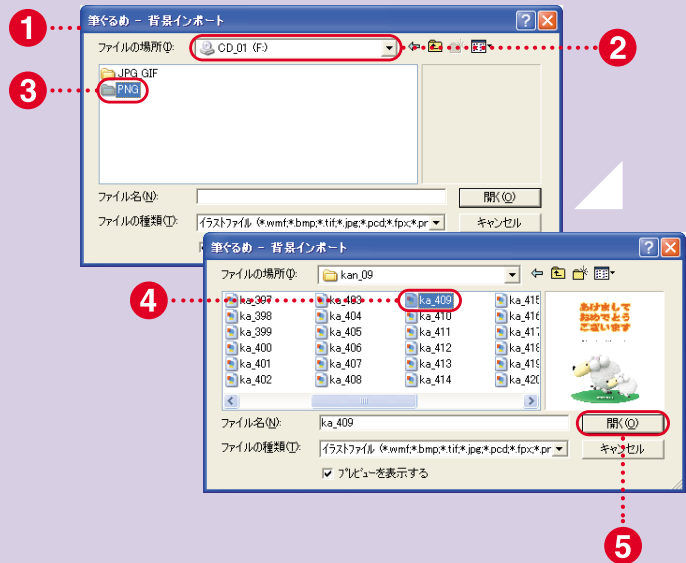 1
筆ぐるめ - 背景インポート
ファイルの場所(I):
CD_01 (F:)
2
JPG GIF
3
PNG
ファイル名(N):
開く(O)
ファイルの種類(T):
イラストファイル (*.wmf;*.bmp;*.tif;*.jpg;*.pcd;*.fpx;*.pr
キャンセル
筆ぐるめ - 背景インポート
ファイルの場所(I):
kan_09
4
ka_397 ka_403 ka_409 ka_415
ka_398 ka_404 ka_410 ka_416
ka_399 ka_405 ka_411 ka_417
ka_400 ka_406 ka_412 ka_418
ka_401 ka_407 ka_413 ka_419
ka_402 ka_408 ka_414 ka_420
あけまして
おめでとう
ございます
ファイル名(N):
ka_409
開く(O)
ファイルの種類(T):
イラストファイル (*.wmf;*.bmp;*.tif;*.jpg;*.pcd;*.fpx;*.pr
キャンセル
プレビューを表示する
5